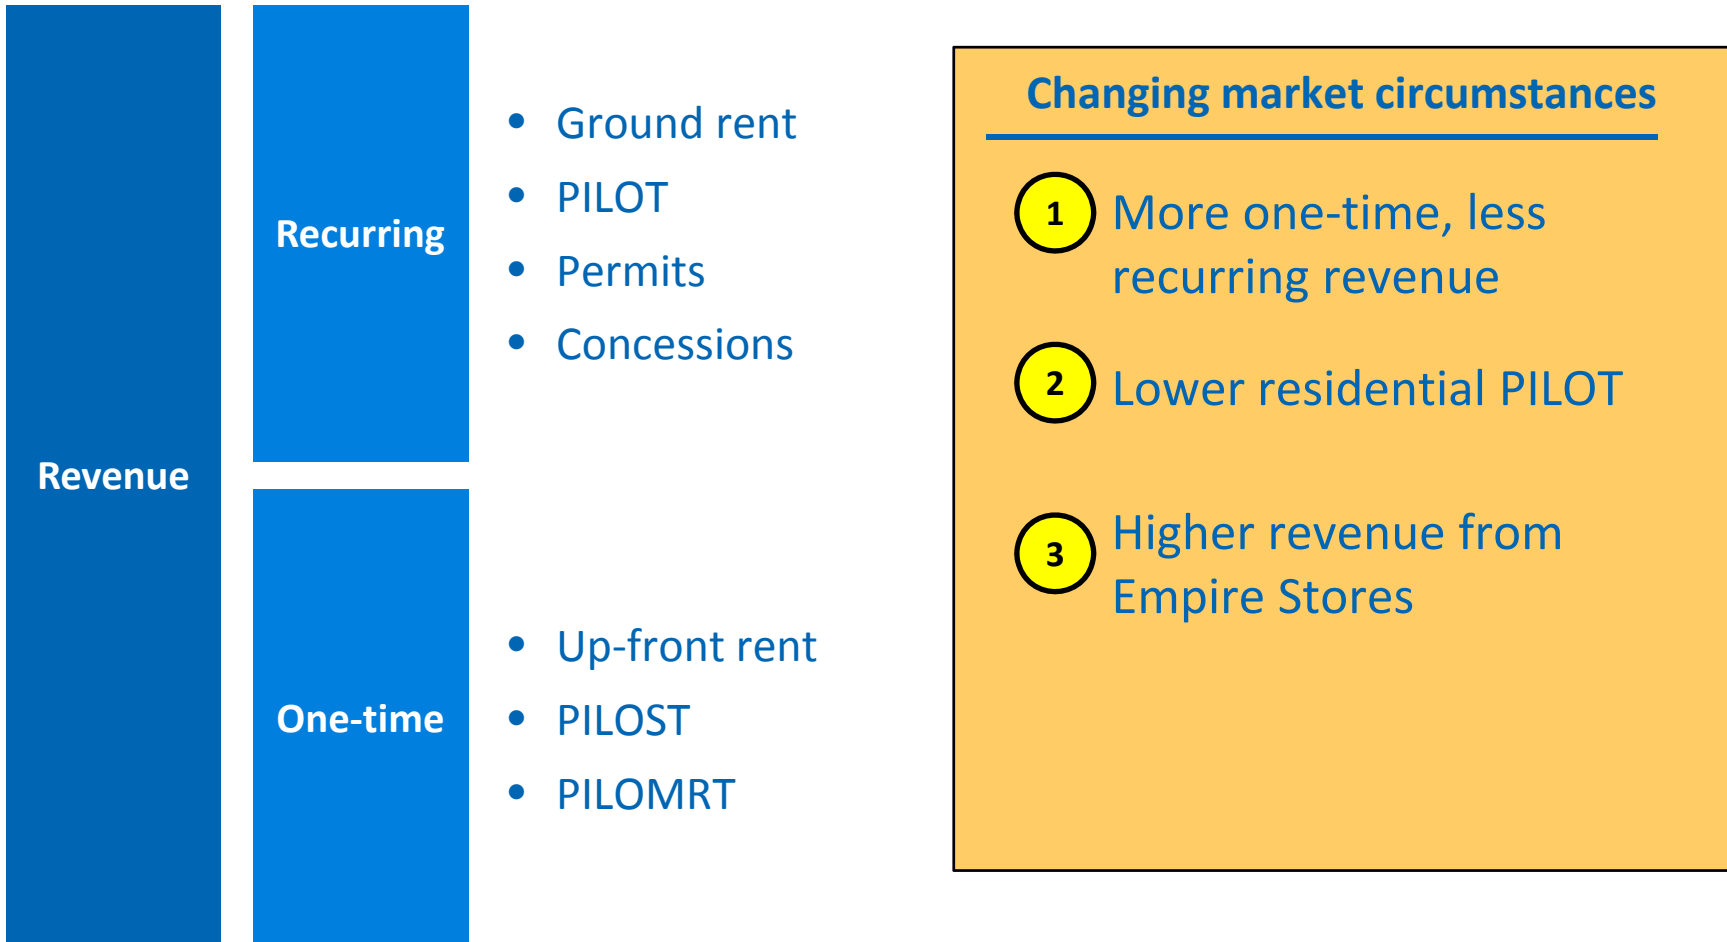 Revenue
Recurring
• Ground rent
• PILOT
• Permits
• Concessions
One-time
• Up-front rent
• PILOST
• PILOMRT
Changing market circumstances
1 More one-time, less
recurring revenue
2 Lower residential PILOT
3 Higher revenue from
Empire Stores